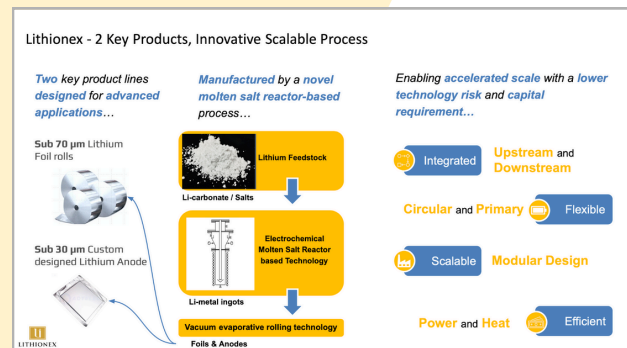 Lithionex - 2 Key Products, Innovative Scalable Process
Two key product lines
designed for advanced
applications…
Sub 70 µm Lithium
Foil rolls
Sub 30 µm Custom
designed Lithium Anode
LITHIONEX
Manufactured by a novel
molten salt reactor-based
process…
Lithium Feedstock
Li-carbonate / Salts
Electrochemical
Molten Salt Reactor
based Technology
Li-metal ingots
Vacuum evaporative rolling technology
Foils & Anodes
Enabling accelerated scale with a lower
technology risk and capital
requirement…
Integrated
Upstream and
Downstream
Circular and Primary
Flexible
Scalable
Modular Design
Power and Heat
Efficient